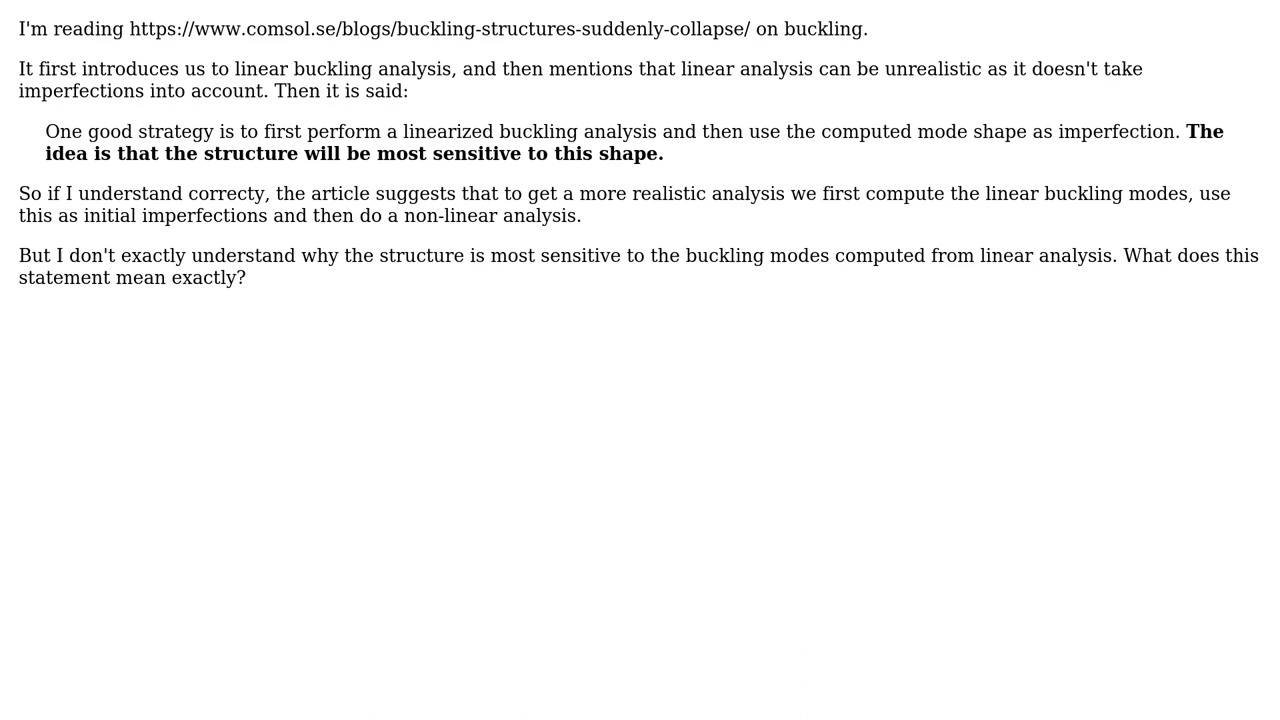 I'm reading https://www.comsol.se/blogs/buckling-structures-suddenly-collapse/ on buckling.
It first introduces us to linear buckling analysis, and then mentions that linear analysis can be unrealistic as it doesn't take
imperfections into account. Then it is said:
One good strategy is to first perform a linearized buckling analysis and then use the computed mode shape as imperfection. The
idea is that the structure will be most sensitive to this shape.
So if I understand correcty, the article suggests that to get a more realistic analysis we first compute the linear buckling modes, use
this as initial imperfections and then do a non-linear analysis.
But I don't exactly understand why the structure is most sensitive to the buckling modes computed from linear analysis. What does this
statement mean exactly?